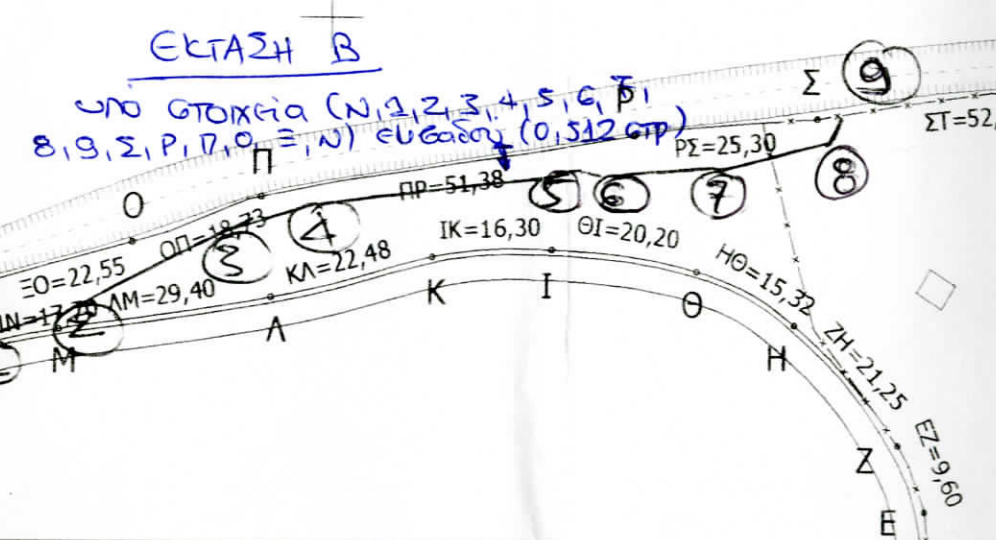 ΕΚΤΑΣΗ Β
υπό στοιχεία (Ν,1,2,3,4,5,6,7,
8,9,Σ,Ρ,Π,Ο,Ξ,Ν) εμβαδού (0,512 στρ)
Σ 9
ΣΤ=52,
ΡΣ=25,30
Ρ
Π
Ο
ΠΡ=51,38
5 6 7 8
ΟΠ=18,73
3 4
ΙΚ=16,30 ΘΙ=20,20
ΞΟ=22,55
ΛΜ=29,40
ΚΛ=22,48
ΗΘ=15,32
2
Μ Λ Κ Ι Θ Η
ΖΗ=21,25
ΕΖ=9,60
Ζ
Ε